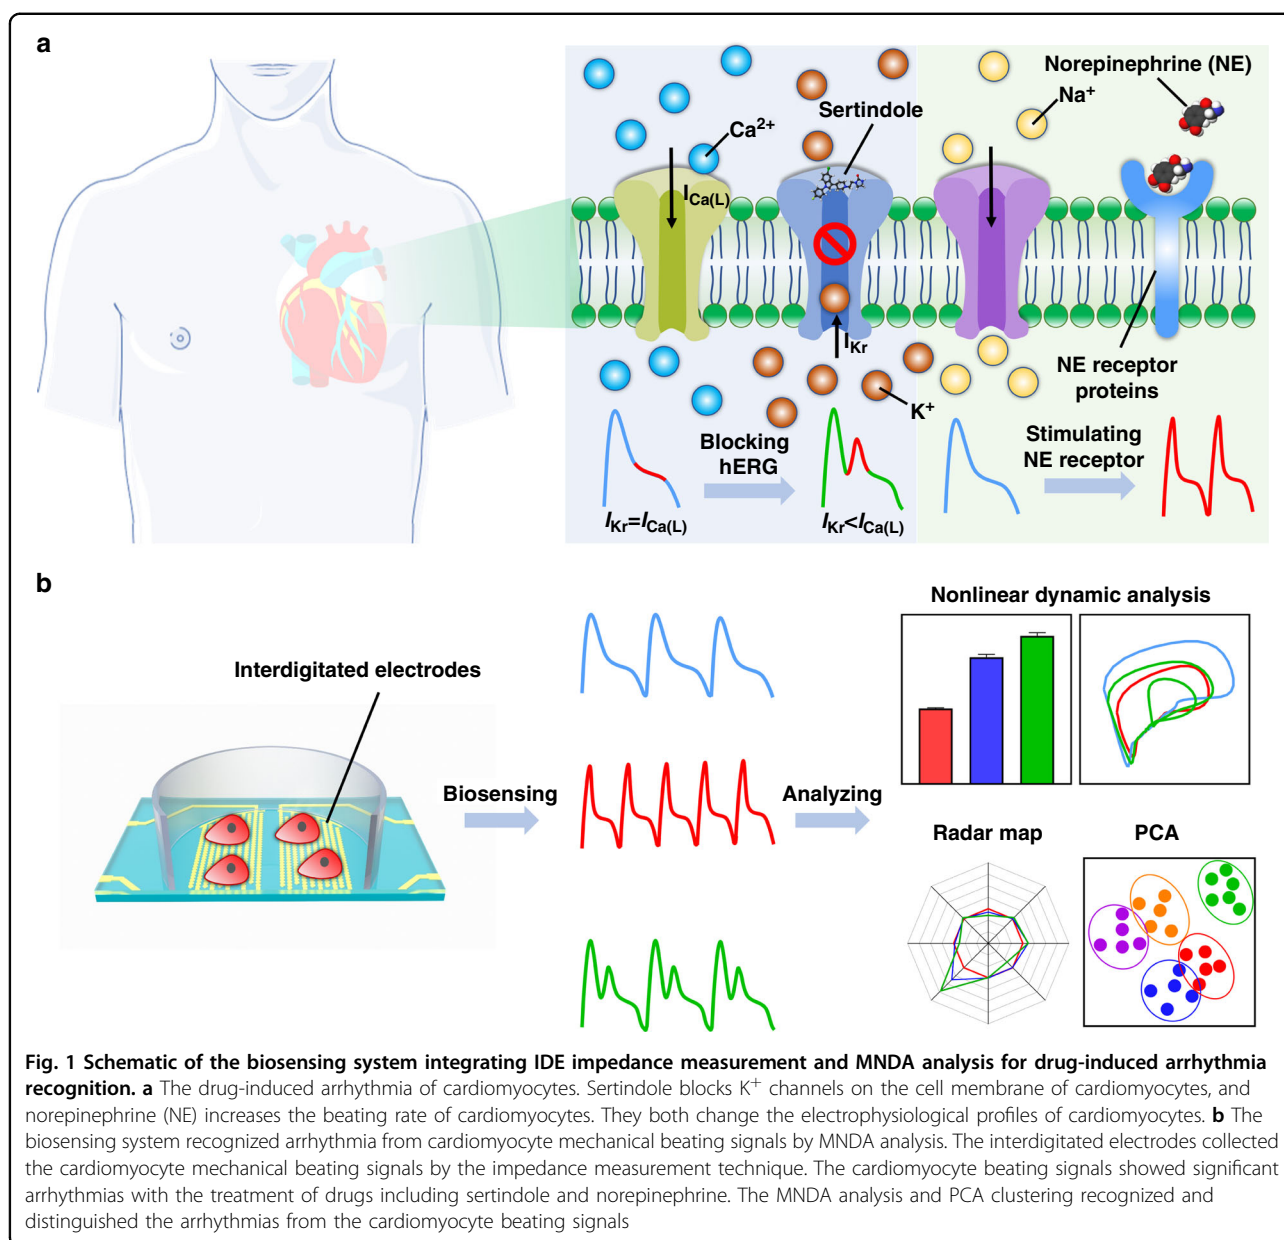 a
Norepinephrine (NE)
Na⁺
Sertindole
Ca²⁺
I_Ca(L)
I_Kr
NE receptor
proteins
K⁺
Blocking
hERG
Stimulating
NE receptor
I_Kr=I_Ca(L)
I_Kr<I_Ca(L)
b
Nonlinear dynamic analysis
Interdigitated electrodes
Biosensing
Analyzing
Radar map
PCA
Fig. 1 Schematic of the biosensing system integrating IDE impedance measurement and MNDA analysis for drug-induced arrhythmia
recognition. a The drug-induced arrhythmia of cardiomyocytes. Sertindole blocks K⁺ channels on the cell membrane of cardiomyocytes, and
norepinephrine (NE) increases the beating rate of cardiomyocytes. They both change the electrophysiological profiles of cardiomyocytes. b The
biosensing system recognized arrhythmia from cardiomyocyte mechanical beating signals by MNDA analysis. The interdigitated electrodes collected
the cardiomyocyte mechanical beating signals by the impedance measurement technique. The cardiomyocyte beating signals showed significant
arrhythmias with the treatment of drugs including sertindole and norepinephrine. The MNDA analysis and PCA clustering recognized and
distinguished the arrhythmias from the cardiomyocyte beating signals